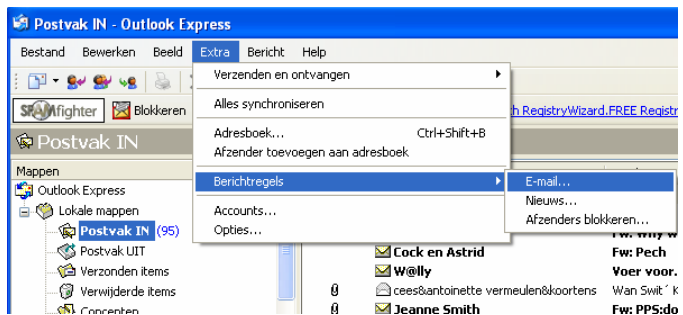 Postvak IN - Outlook Express
Bestand Bewerken Beeld Extra Bericht Help
Verzenden en ontvangen
Alles synchroniseren
SPAMfighter Blokkeren
RegistryWizard.FREE
Adresboek... Ctrl+Shift+B
Postvak IN
Afzender toevoegen aan adresboek
Mappen
Berichtregels
E-mail...
Outlook Express
Nieuws...
Lokale mappen
Accounts...
Afzenders blokkeren...
Postvak IN (95)
Opties...
Postvak UIT
Cock en Astrid Fw: Pech
Verzonden items
W@lly Voer voor.
Verwijderde items
cees&antoinette vermeulen&koortens Wan Swit´
Concepten
Jeanne Smith Fw: PPS:do